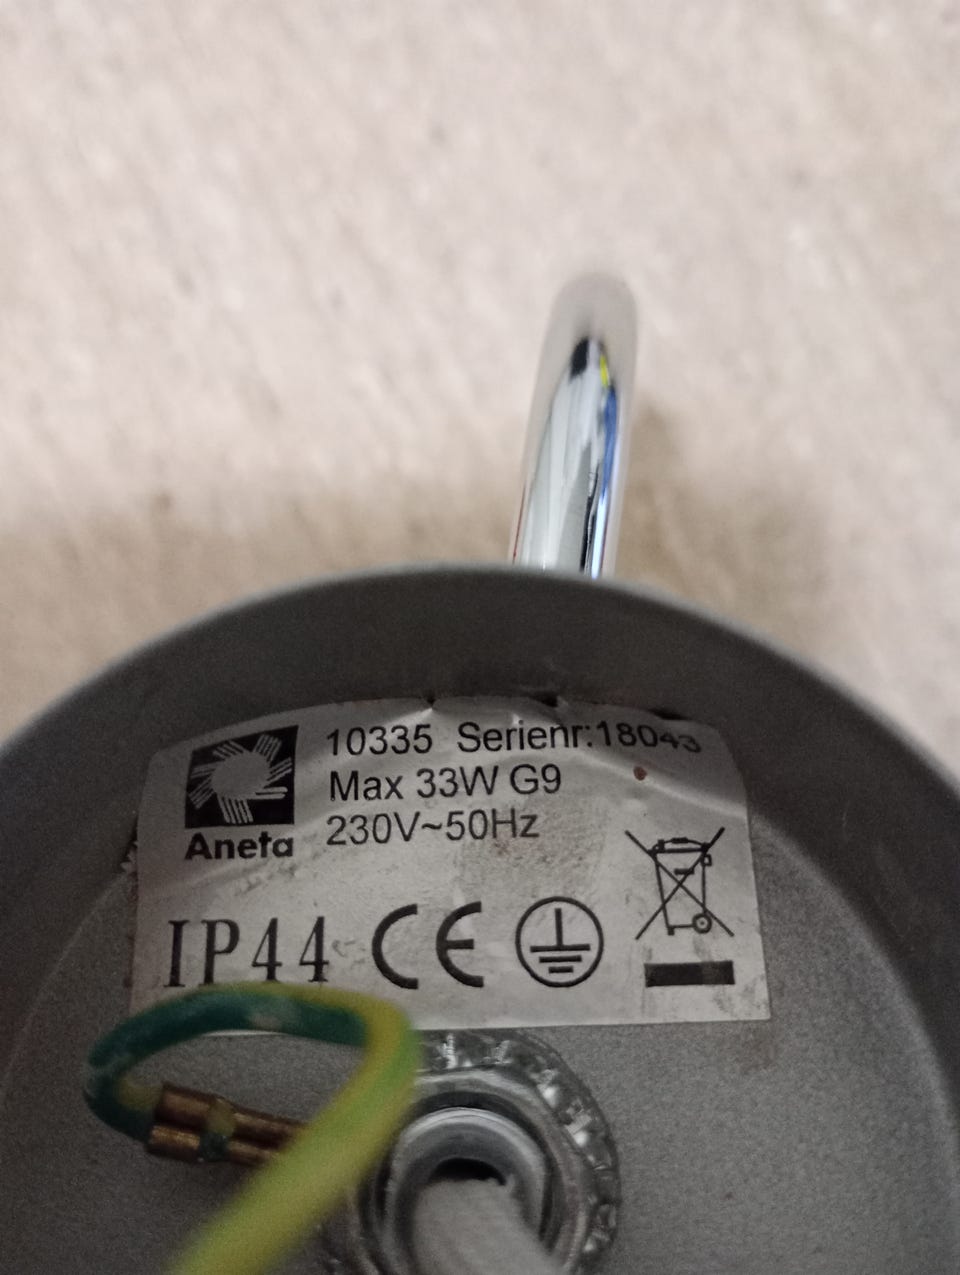 10335 Serienr:18043
Max 33W G9
230V~50Hz
Aneta
IP44 CE